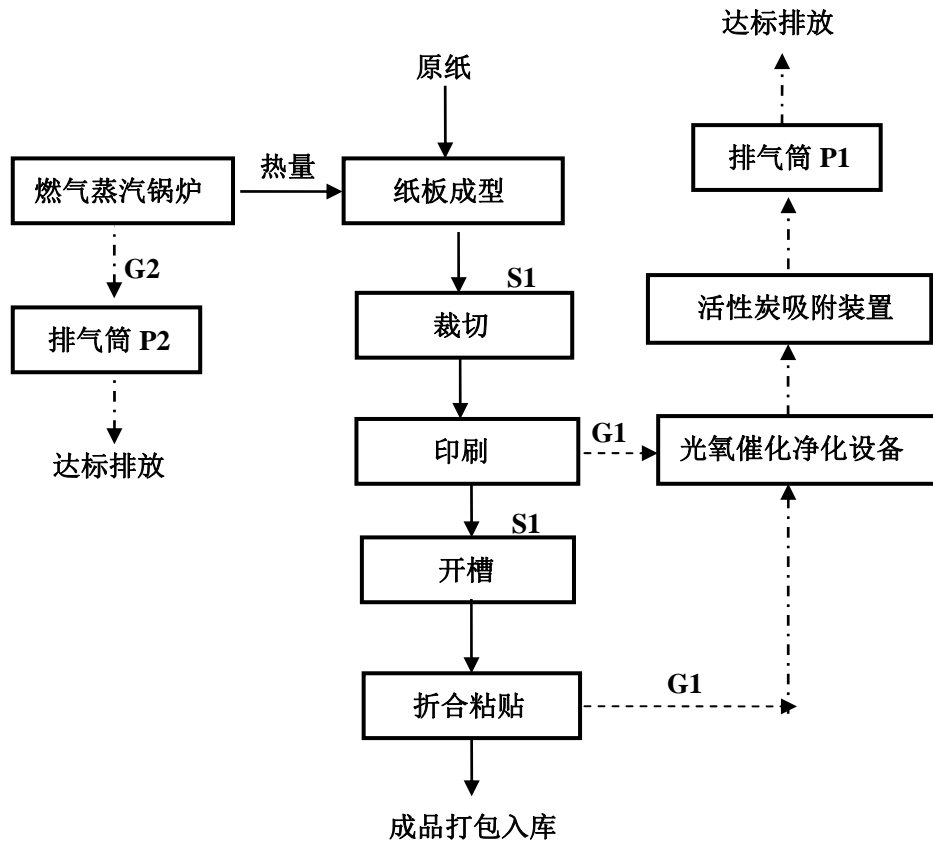 达标排放
原纸
排气筒 P1
燃气蒸汽锅炉
热量
纸板成型
G2
S1
活性炭吸附装置
排气筒 P2
裁切
达标排放
印刷
G1
光氧催化净化设备
S1
开槽
折合粘贴
G1
成品打包入库